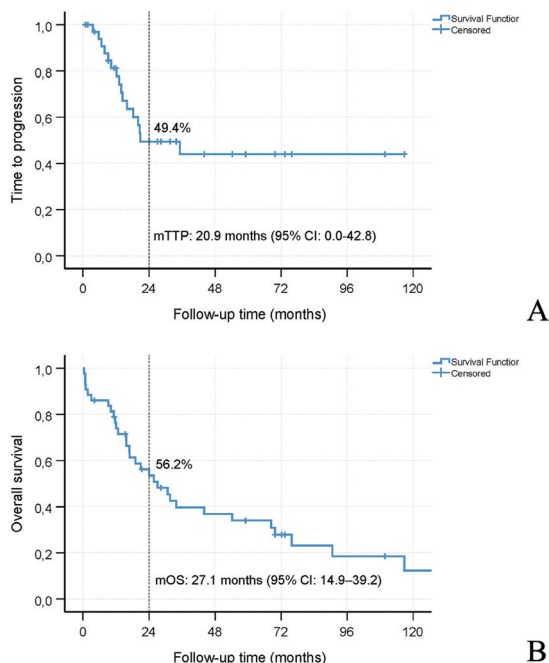 1,0
0,8
0,6
0,4
0,2
0,0
Time to progression
49.4%
mTTP: 20.9 months (95% CI: 0.0-42.8)
0 24 48 72 96 120
Follow-up time (months)
Survival Functior
Censored
A
1,0
0,8
0,6
0,4
0,2
0,0
Overall survival
56.2%
mOS: 27.1 months (95% CI: 14.9–39.2)
0 24 48 72 96 120
Follow-up time (months)
Survival Functior
Censored
B